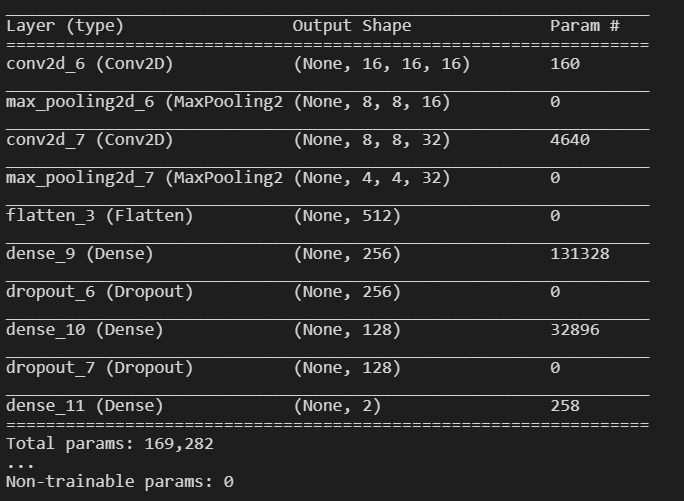 Layer (type) Output Shape Param #
conv2d_6 (Conv2D) (None, 16, 16, 16) 160
max_pooling2d_6 (MaxPooling2 (None, 8, 8, 16) 0
conv2d_7 (Conv2D) (None, 8, 8, 32) 4640
max_pooling2d_7 (MaxPooling2 (None, 4, 4, 32) 0
flatten_3 (Flatten) (None, 512) 0
dense_9 (Dense) (None, 256) 131328
dropout_6 (Dropout) (None, 256) 0
dense_10 (Dense) (None, 128) 32896
dropout_7 (Dropout) (None, 128) 0
dense_11 (Dense) (None, 2) 258
Total params: 169,282
...
Non-trainable params: 0